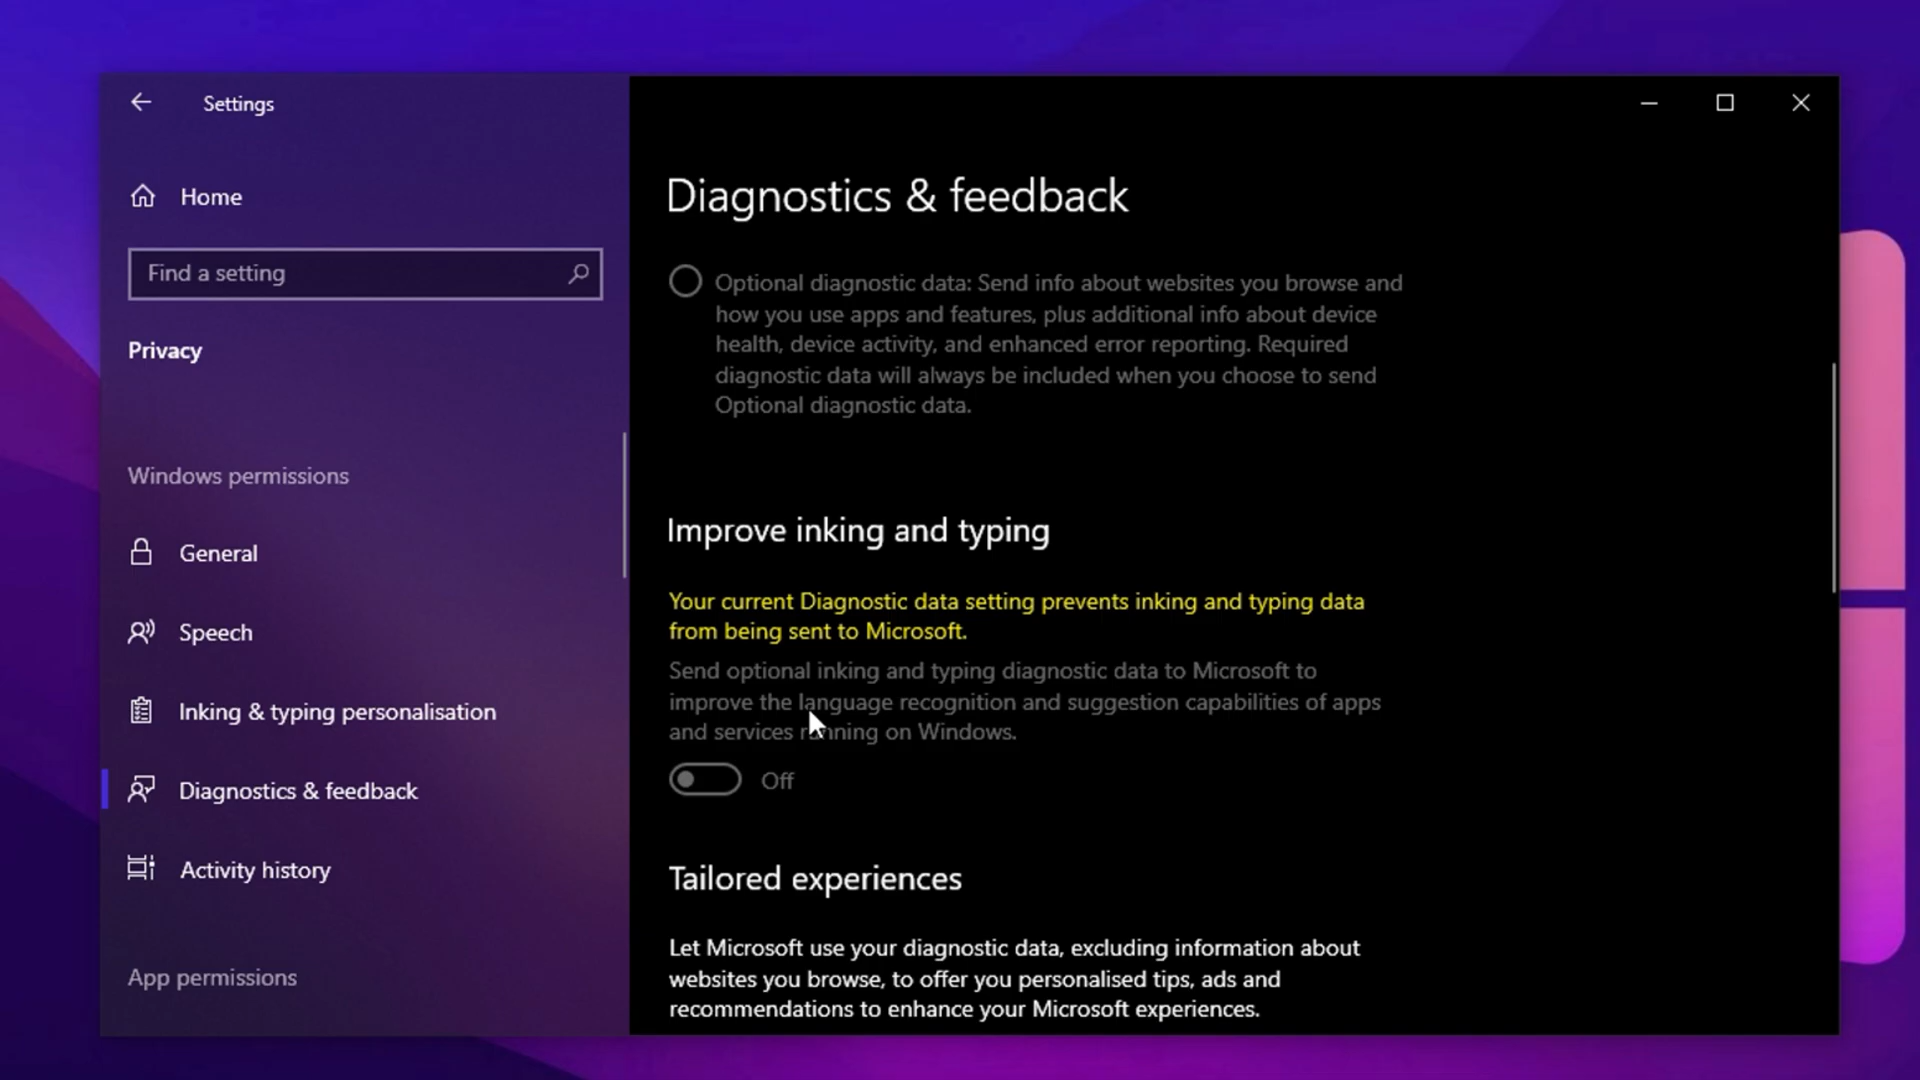 Settings
Home
Find a setting
Privacy
Windows permissions
General
Speech
Inking & typing personalisation
Diagnostics & feedback
Activity history
App permissions
Diagnostics & feedback
Optional diagnostic data: Send info about websites you browse and
how you use apps and features, plus additional info about device
health, device activity, and enhanced error reporting. Required
diagnostic data will always be included when you choose to send
Optional diagnostic data.
Improve inking and typing
Your current Diagnostic data setting prevents inking and typing data
from being sent to Microsoft.
Send optional inking and typing diagnostic data to Microsoft to
improve the language recognition and suggestion capabilities of apps
and services running on Windows.
Off
Tailored experiences
Let Microsoft use your diagnostic data, excluding information about
websites you browse, to offer you personalised tips, ads and
recommendations to enhance your Microsoft experiences.